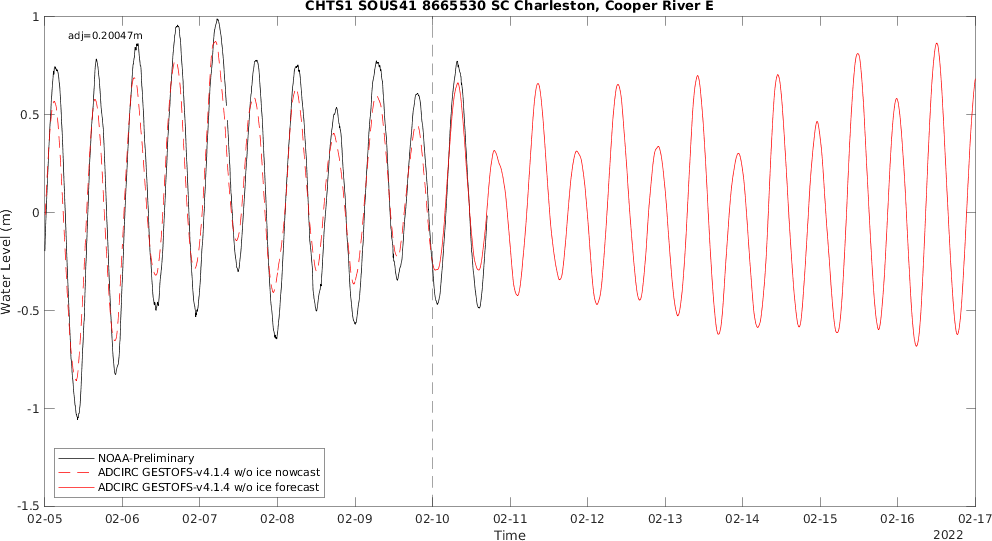 CHTS1 SOUS41 8665530 SC Charleston, Cooper River E
adj=0.20047m
1
0.5
0
-0.5
-1
-1.5
Water Level (m)
NOAA-Preliminary
ADCIRC GESTOFS-v4.1.4 w/o ice nowcast
ADCIRC GESTOFS-v4.1.4 w/o ice forecast
02-05 02-06 02-07 02-08 02-09 02-10 02-11 02-12 02-13 02-14 02-15 02-16 02-17
Time
2022